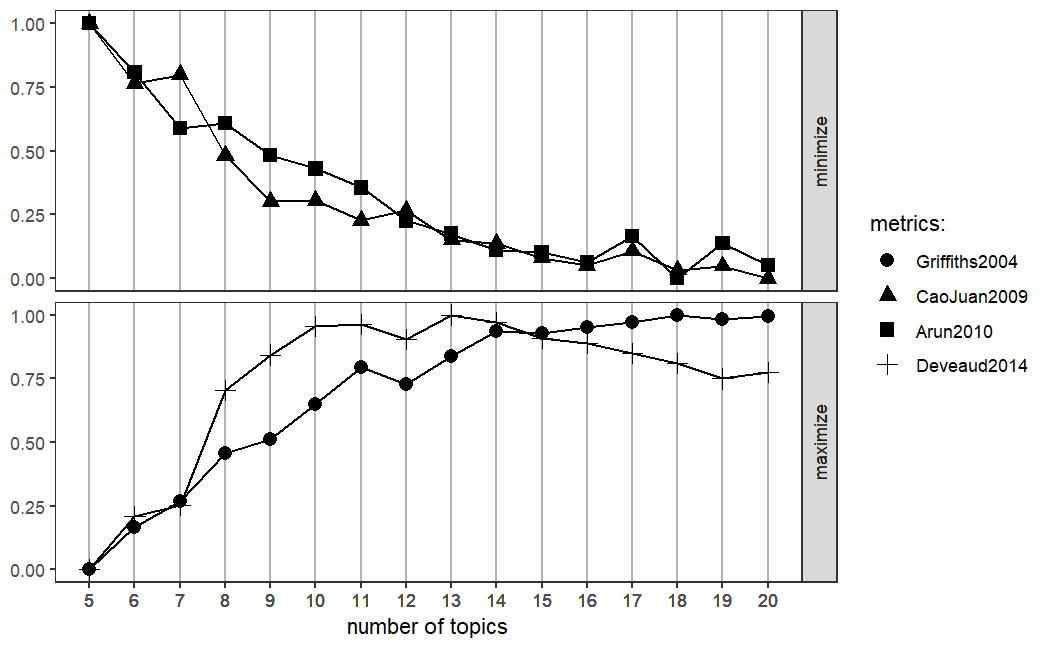 1.00
0.75
0.50
0.25
0.00
minimize
1.00
0.75
0.50
0.25
0.00
maximize
5 6 7 8 9 10 11 12 13 14 15 16 17 18 19 20
number of topics
metrics:
Griffiths2004
CaoJuan2009
Arun2010
Deveaud2014